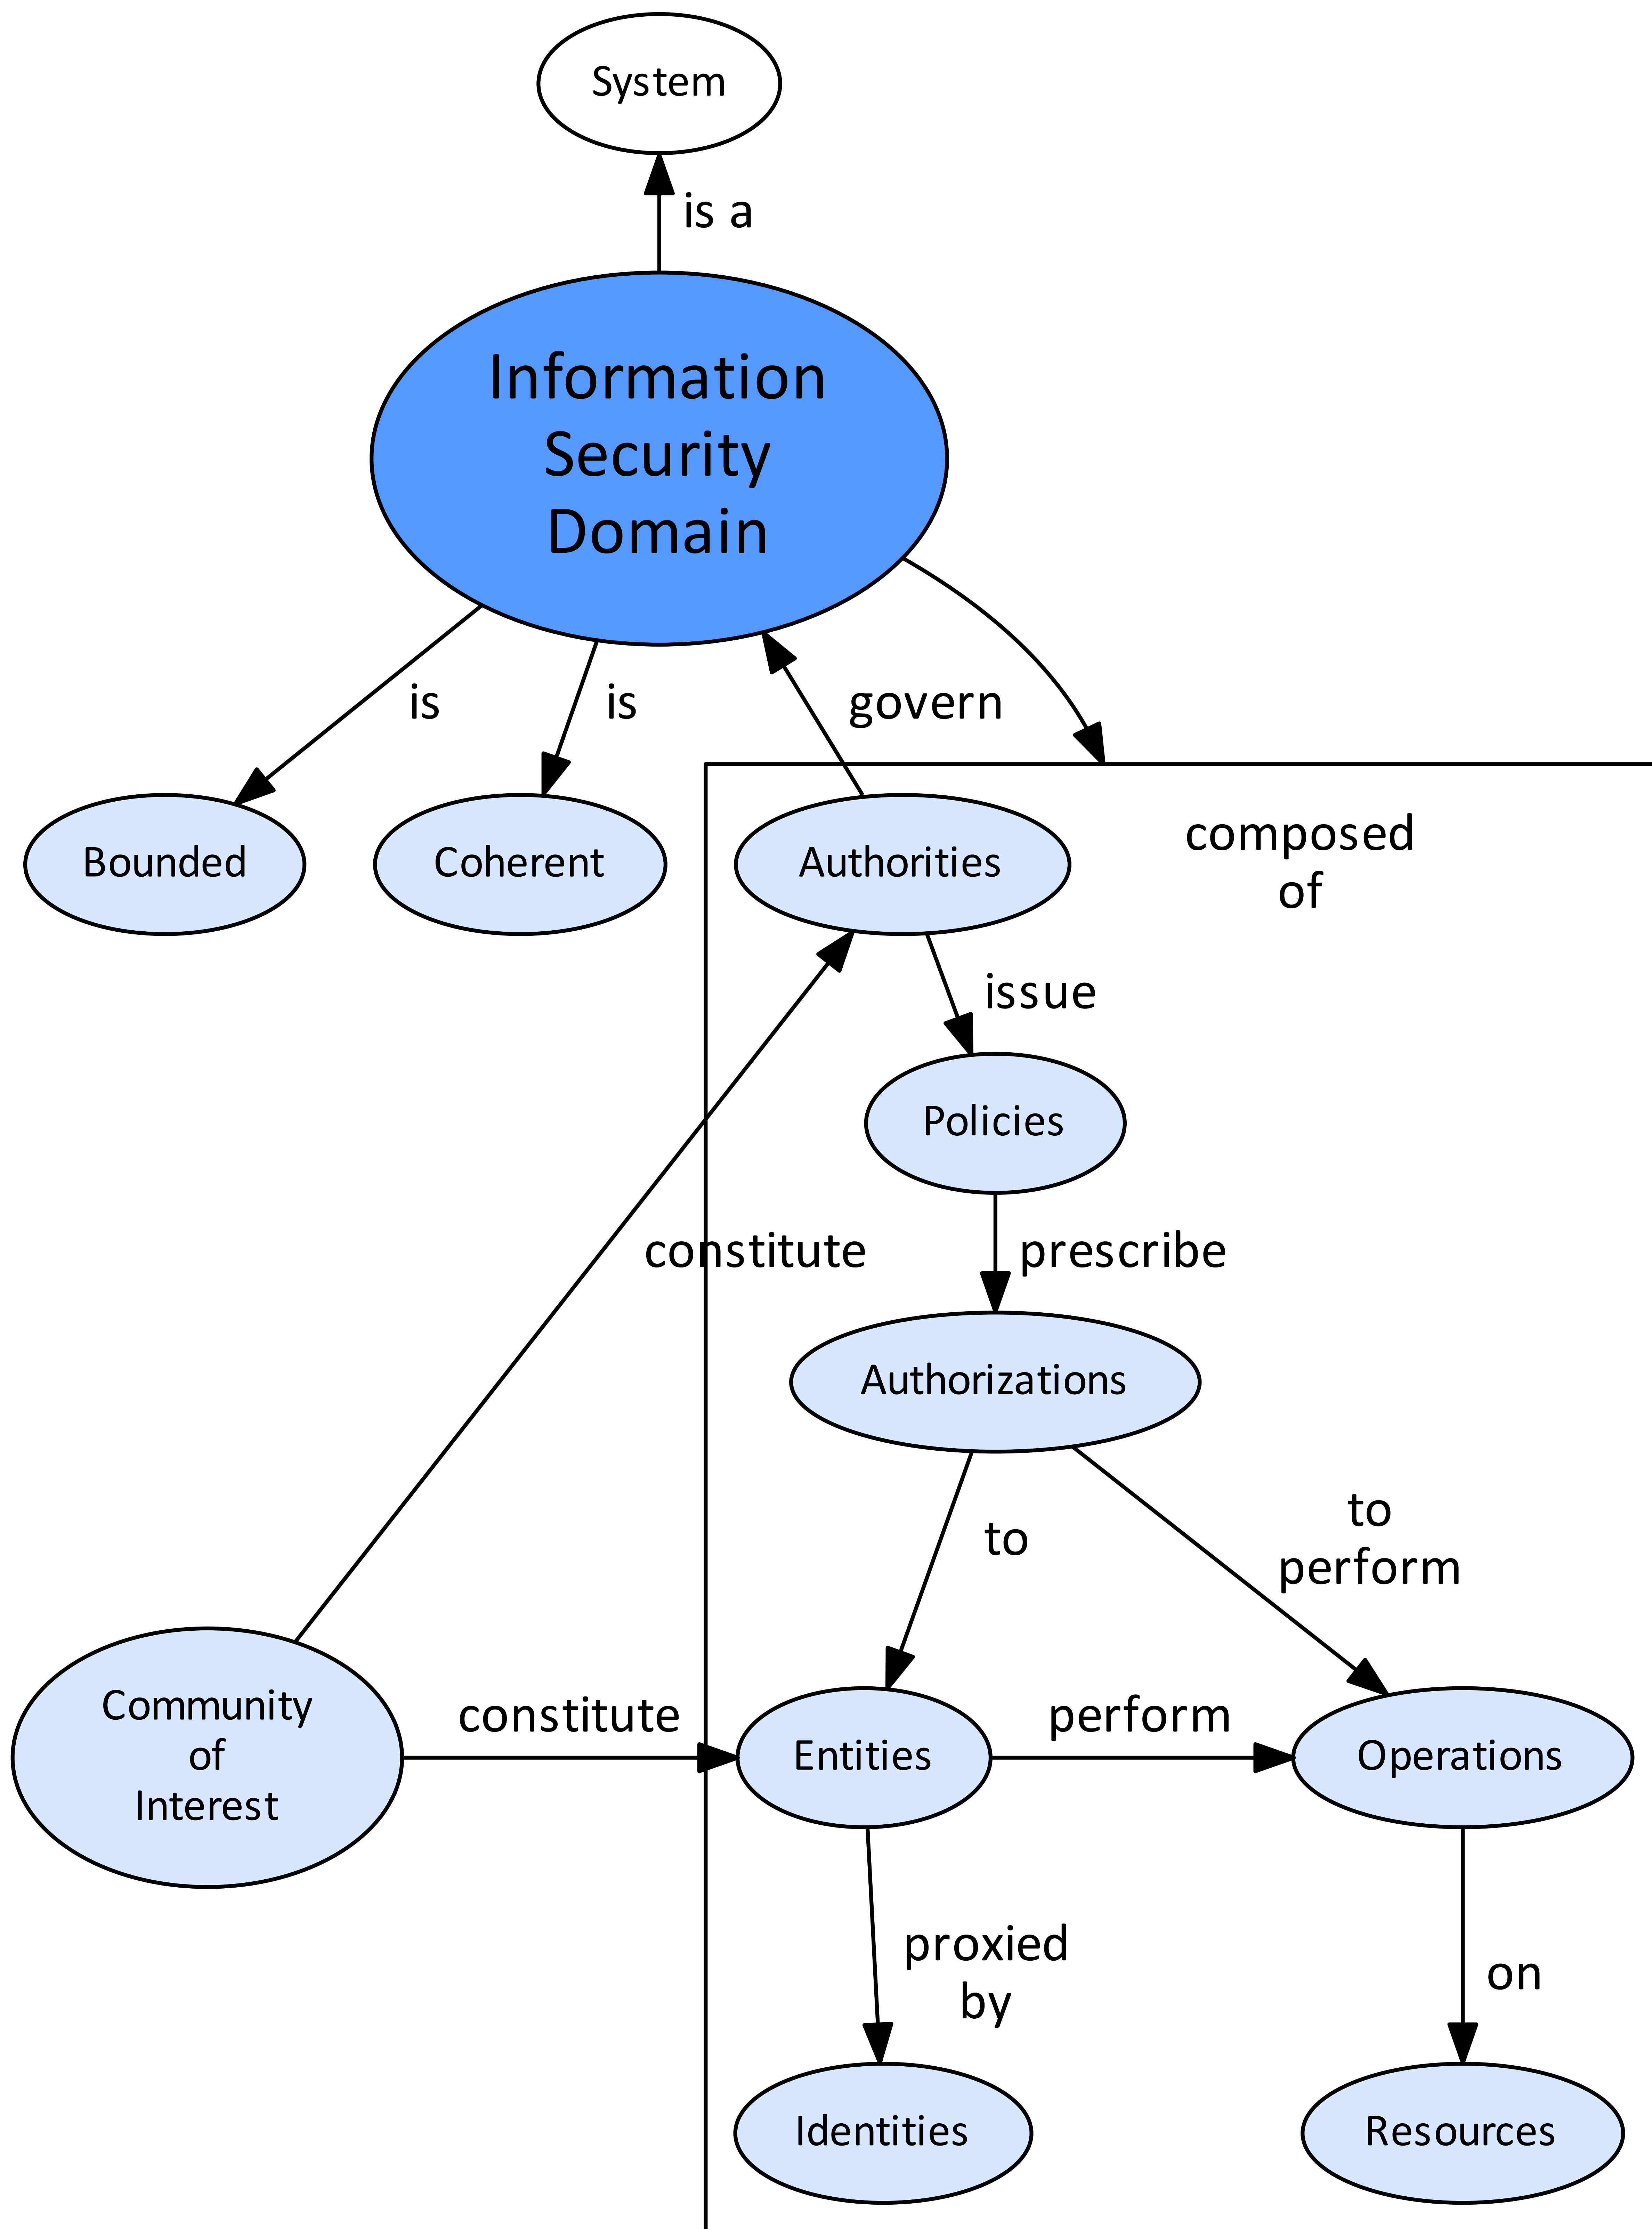 System
is a
Information
Security
Domain
is
is
govern
Bounded
Coherent
Authorities
composed
of
issue
Policies
constitute
prescribe
Authorizations
to
to
perform
Community
of
Interest
constitute
Entities
perform
Operations
proxied
by
on
Identities
Resources